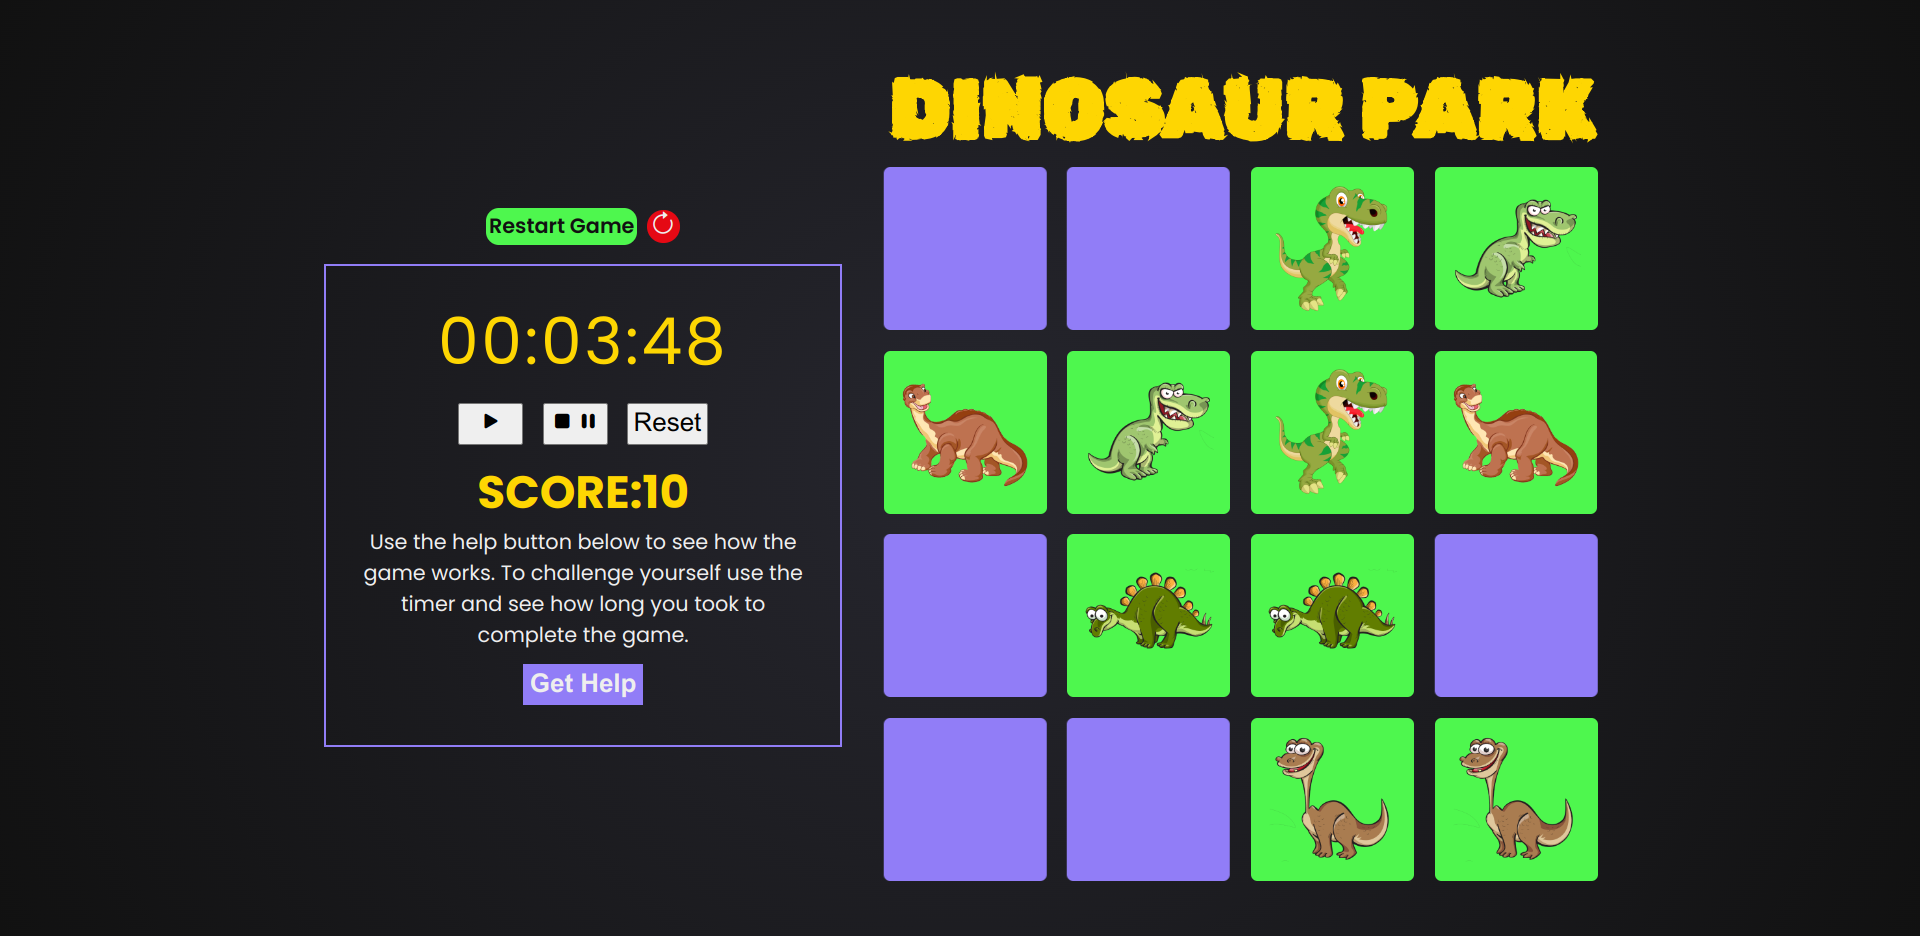 DINOSAUR PARK
Restart Game
00:03:48
Reset
SCORE:10
Use the help button below to see how the
game works. To challenge yourself use the
timer and see how long you took to
complete the game.
Get Help